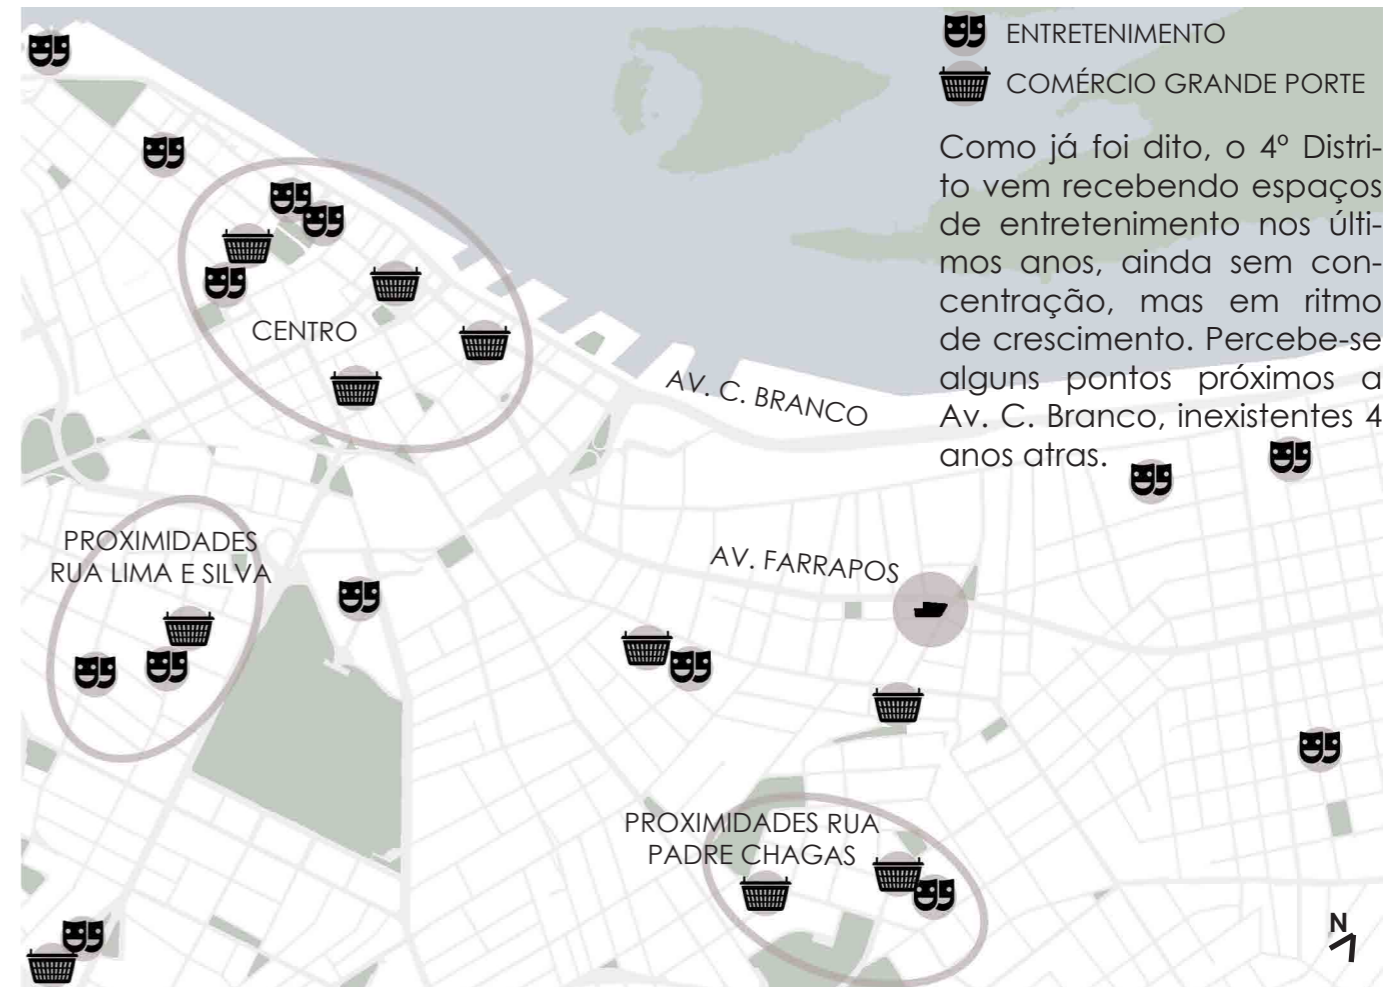 ENTRETENIMENTO
COMÉRCIO GRANDE PORTE
Como já foi dito, o 4º Distri-
to vem recebendo espaços
de entretenimento nos últi-
mos anos, ainda sem con-
centração, mas em ritmo
de crescimento. Percebe-se
alguns pontos próximos a
Av. C. Branco, inexistentes 4
anos atras.
CENTRO
AV. C. BRANCO
PROXIMIDADES
RUA LIMA E SILVA
AV. FARRAPOS
PROXIMIDADES RUA
PADRE CHAGAS
N